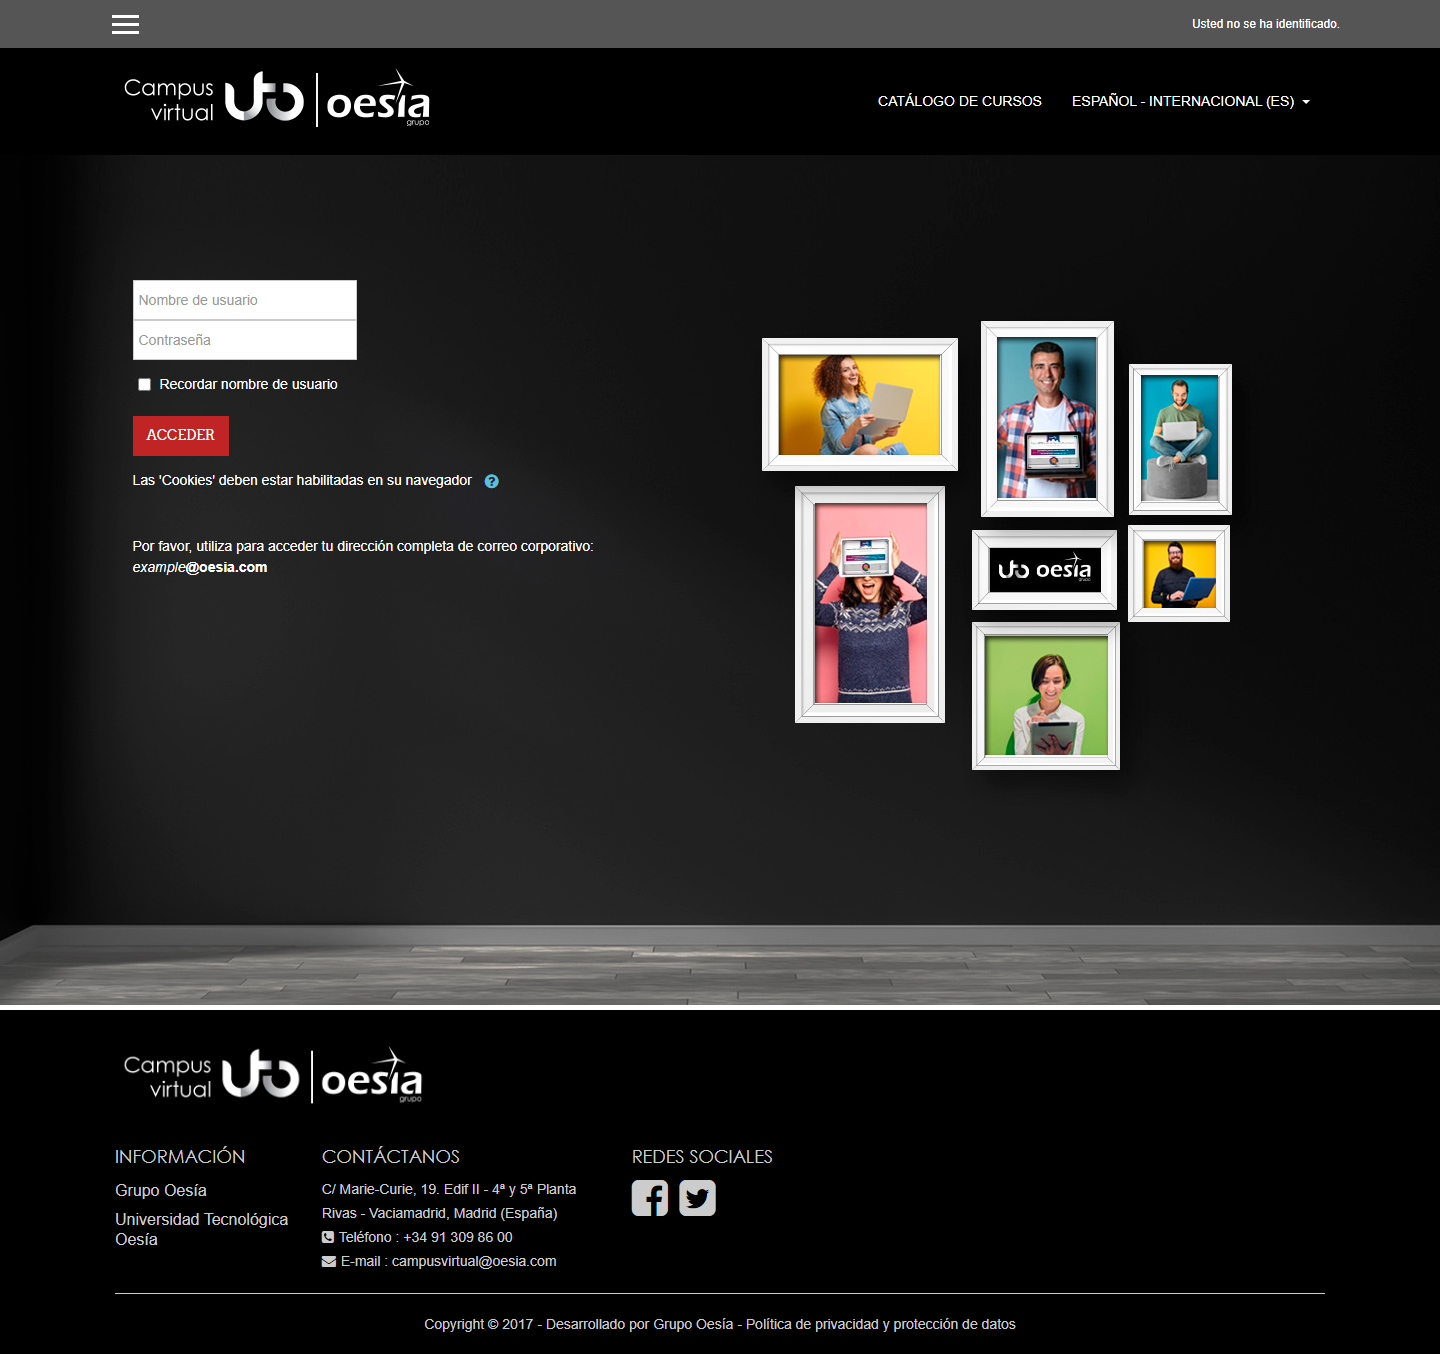 Usted no se ha identificado.
Campus virtual uto oesía grupo
CATÁLOGO DE CURSOS
ESPAÑOL - INTERNACIONAL (ES)
Nombre de usuario
Contraseña
Recordar nombre de usuario
ACCEDER
Las 'Cookies' deben estar habilitadas en su navegador
Por favor, utiliza para acceder tu dirección completa de correo corporativo:
example@oesia.com
uto oesía grupo
Campus virtual uto oesía grupo
INFORMACIÓN
Grupo Oesía
Universidad Tecnológica
Oesía
CONTÁCTANOS
C/ Marie-Curie, 19. Edif II - 4ª y 5ª Planta
Rivas - Vaciamadrid, Madrid (España)
Teléfono : +34 91 309 86 00
E-mail : campusvirtual@oesia.com
REDES SOCIALES
Copyright © 2017 - Desarrollado por Grupo Oesía - Política de privacidad y protección de datos